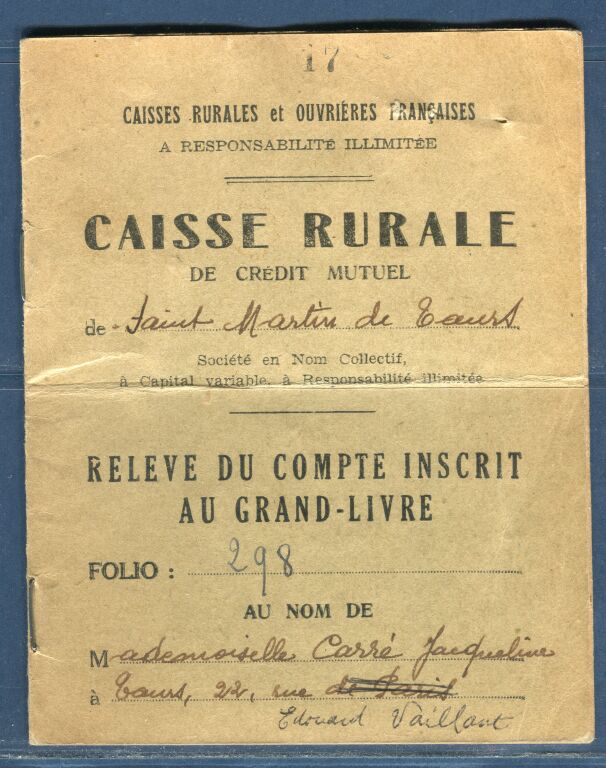 17
CAISSES RURALES et OUVRIÉRES FRANÇAISES
A RESPONSABILITÉ ILLIMITÉE
CAISSE RURALE
DE CRÉDIT MUTUEL
de Saint Martin de Tours
Société en Nom Collectif,
à Capital variable, à Responsabilité illimitée
RELEVE DU COMPTE INSCRIT
AU GRAND-LIVRE
FOLIO : 298
AU NOM DE
Mademoiselle Carré Jacqueline
à Tours, 22, rue de Paris
Edouard Vaillant